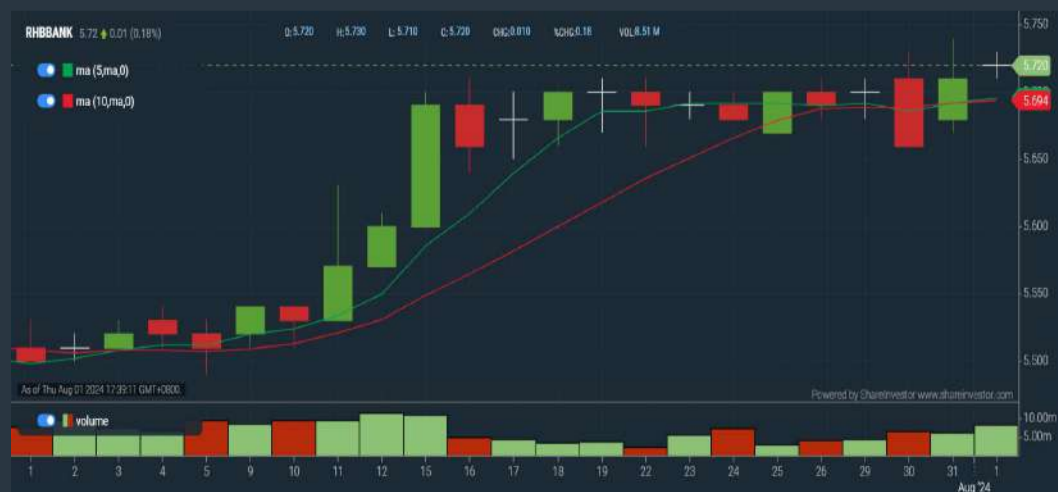 RHBBANK 5.72 0.01 (0.18%) O:5.720 H:5.730 L: 5.710 C: 5.720 CHG:0.010 %CHG:0.18 VOL:8.51 M
ma (5,ma,0)
ma (10,ma,0)
5.750
5.720
5.694
5.650
5.600
5.550
5.500
As of Thu Aug 01 2024 17:39:11 GMT+0800.
Powered by ShareInvestor www.shareinvestor.com
volume
10.00m
5.00m
1 2 3 4 5 9 10 11 12 15 16 17 18 19 22 23 24 25 26 29 30 31 1
Aug '24